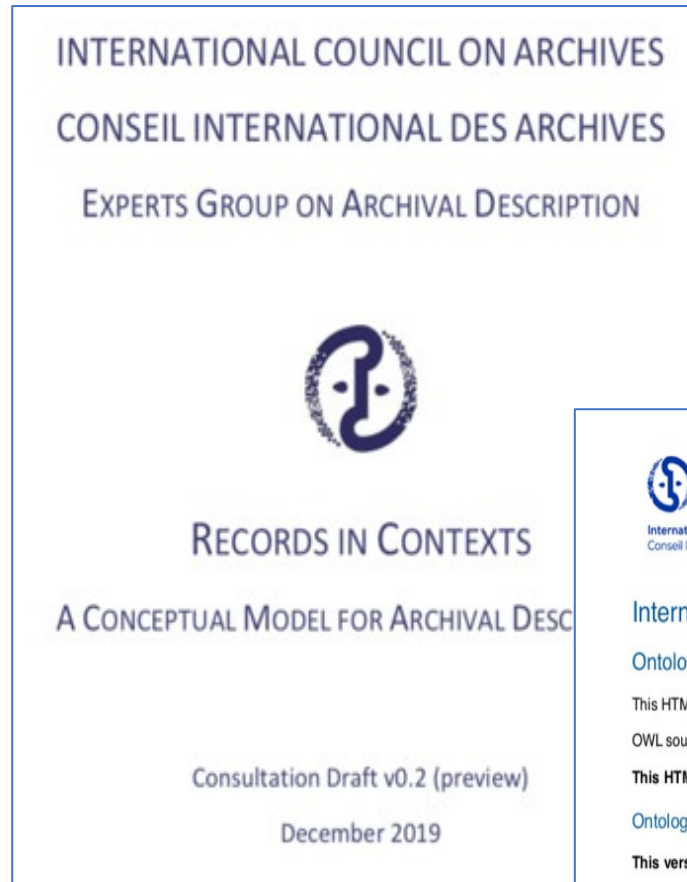 INTERNATIONAL COUNCIL ON ARCHIVES
CONSEIL INTERNATIONAL DES ARCHIVES
EXPERTS GROUP ON ARCHIVAL DESCRIPTION
RECORDS IN CONTEXTS
A CONCEPTUAL MODEL FOR ARCHIVAL DESC
Consultation Draft v0.2 (preview)
December 2019
Internat
Conseil I
Intern
Ontolo
This HTM
OWL sou
This HTM
Ontolog
This vers